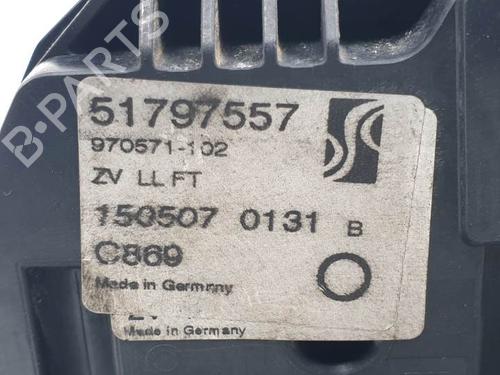 B-PARTS
51797557
970571-102
ZV LL FT
150507 0131 B
C869
Made in Germany
Made in Germany